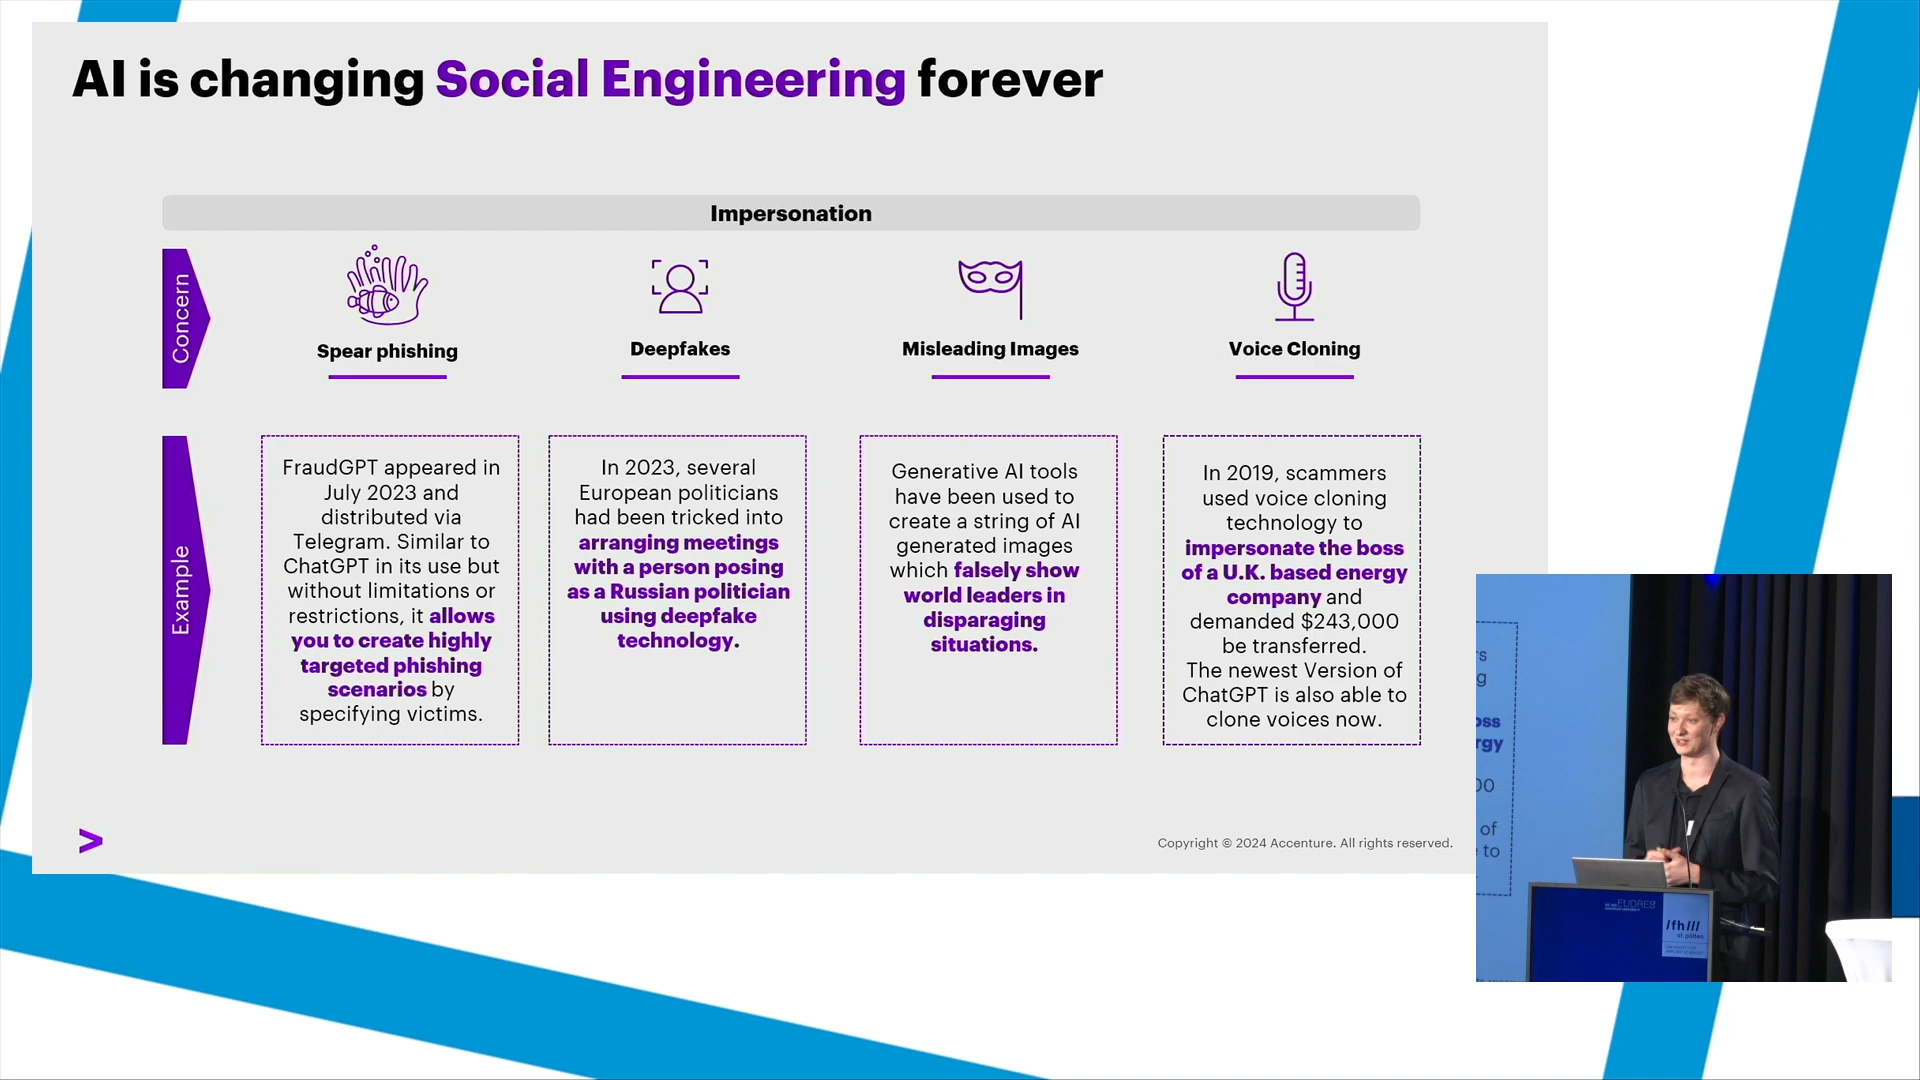 AI is changing Social Engineering forever
Impersonation
Concern
Spear phishing
Deepfakes
Misleading Images
Voice Cloning
Example
FraudGPT appeared in
July 2023 and
distributed via
Telegram. Similar to
ChatGPT in its use but
without limitations or
restrictions, it allows
you to create highly
targeted phishing
scenarios by
specifying victims.
In 2023, several
European politicians
had been tricked into
arranging meetings
with a person posing
as a Russian politician
using deepfake
technology.
Generative AI tools
have been used to
create a string of AI
generated images
which falsely show
world leaders in
disparaging
situations.
In 2019, scammers
used voice cloning
technology to
impersonate the boss
of a U.K. based energy
company and
demanded $243,000
be transferred.
The newest Version of
ChatGPT is also able to
clone voices now.
>
Copyright © 2024 Accenture. All rights reserved.
of
to
EUDRES
/fh///
st.pölten